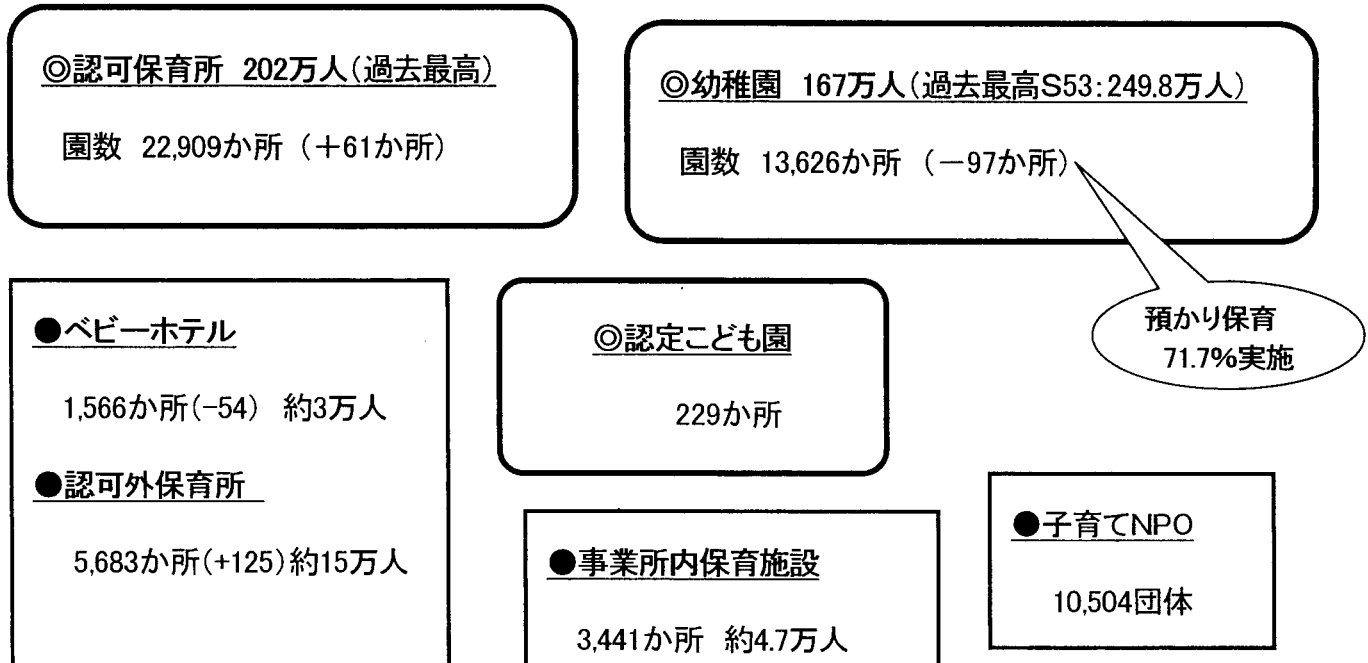 ◎認可保育所 202万人(過去最高)
園数 22,909か所 (+61か所)
◎幼稚園 167万人(過去最高S53:249.8万人)
園数 13,626か所 (-97か所)
預かり保育
71.7%実施
●ベビーホテル
1,566か所(-54) 約3万人
●認可外保育所
5,683か所(+125)約15万人
◎認定こども園
229か所
●事業所内保育施設
3,441か所 約4.7万人
●子育てNPO
10,504団体